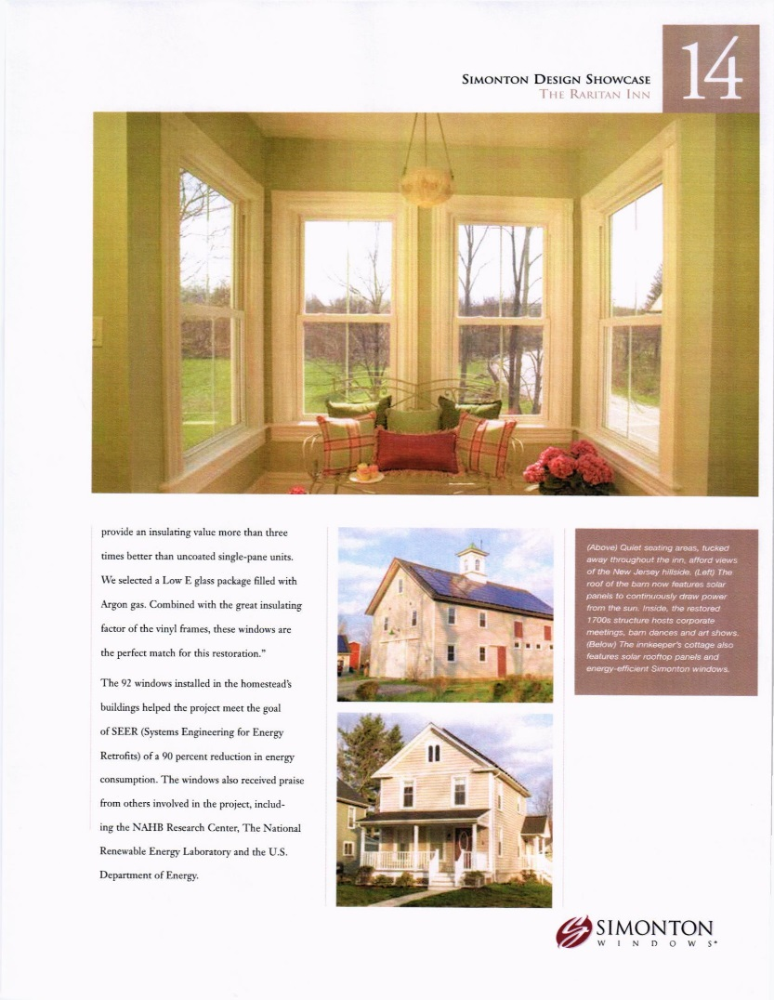 SIMONTON DESIGN SHOWCASE
THE RARITAN INN
14
provide an insulating value more than three
times better than uncoated single-pane units.
We selected a Low E glass package filled with
Argon gas. Combined with the great insulating
factor of the vinyl frames, these windows are
the perfect match for this restoration.”
The 92 windows installed in the homestead’s
buildings helped the project meet the goal
of SEER (Systems Engineering for Energy
Retrofits) of a 90 percent reduction in energy
consumption. The windows also received praise
from others involved in the project, includ-
ing the NAHB Research Center, The National
Renewable Energy Laboratory and the U.S.
Department of Energy.
(Above) Quiet seating areas, tucked
away throughout the inn, afford views
of the New Jersey hillside. (Left) The
roof of the barn now features solar
panels to continuously draw power
from the sun. Inside, the restored
1700s structure hosts corporate
meetings, barn dances and art shows.
(Below) The innkeeper’s cottage also
features solar rooftop panels and
energy-efficient Simonton windows.
SIMONTON
WINDOWS®